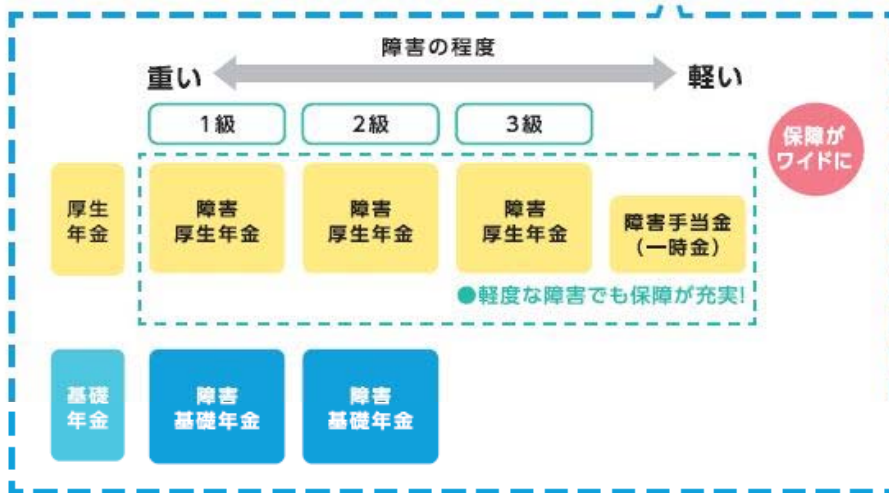 障害の程度
重い
軽い
1級
2級
3級
保障が
ワイドに
厚生
年金
障害
厚生年金
障害
厚生年金
障害
厚生年金
障害手当金
(一時金)
●軽度な障害でも保障が充実!
基礎
年金
障害
基礎年金
障害
基礎年金